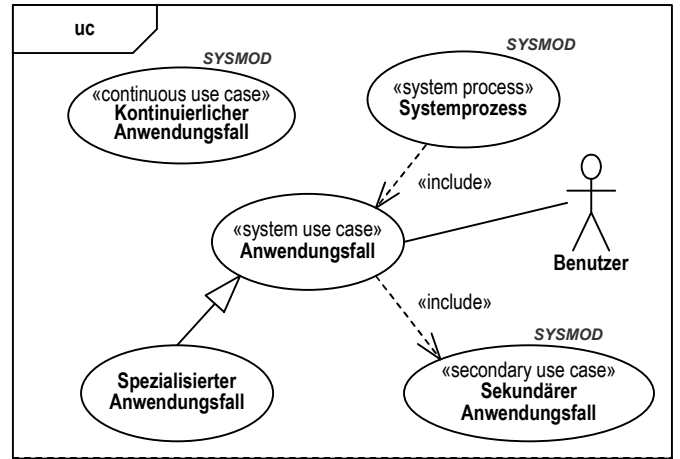 uc
SYSMOD
«continuous use case»
Kontinuierlicher
Anwendungsfall
SYSMOD
«system process»
Systemprozess
«include»
«system use case»
Anwendungsfall
Benutzer
«include»
Spezialisierter
Anwendungsfall
SYSMOD
«secondary use case»
Sekundärer
Anwendungsfall